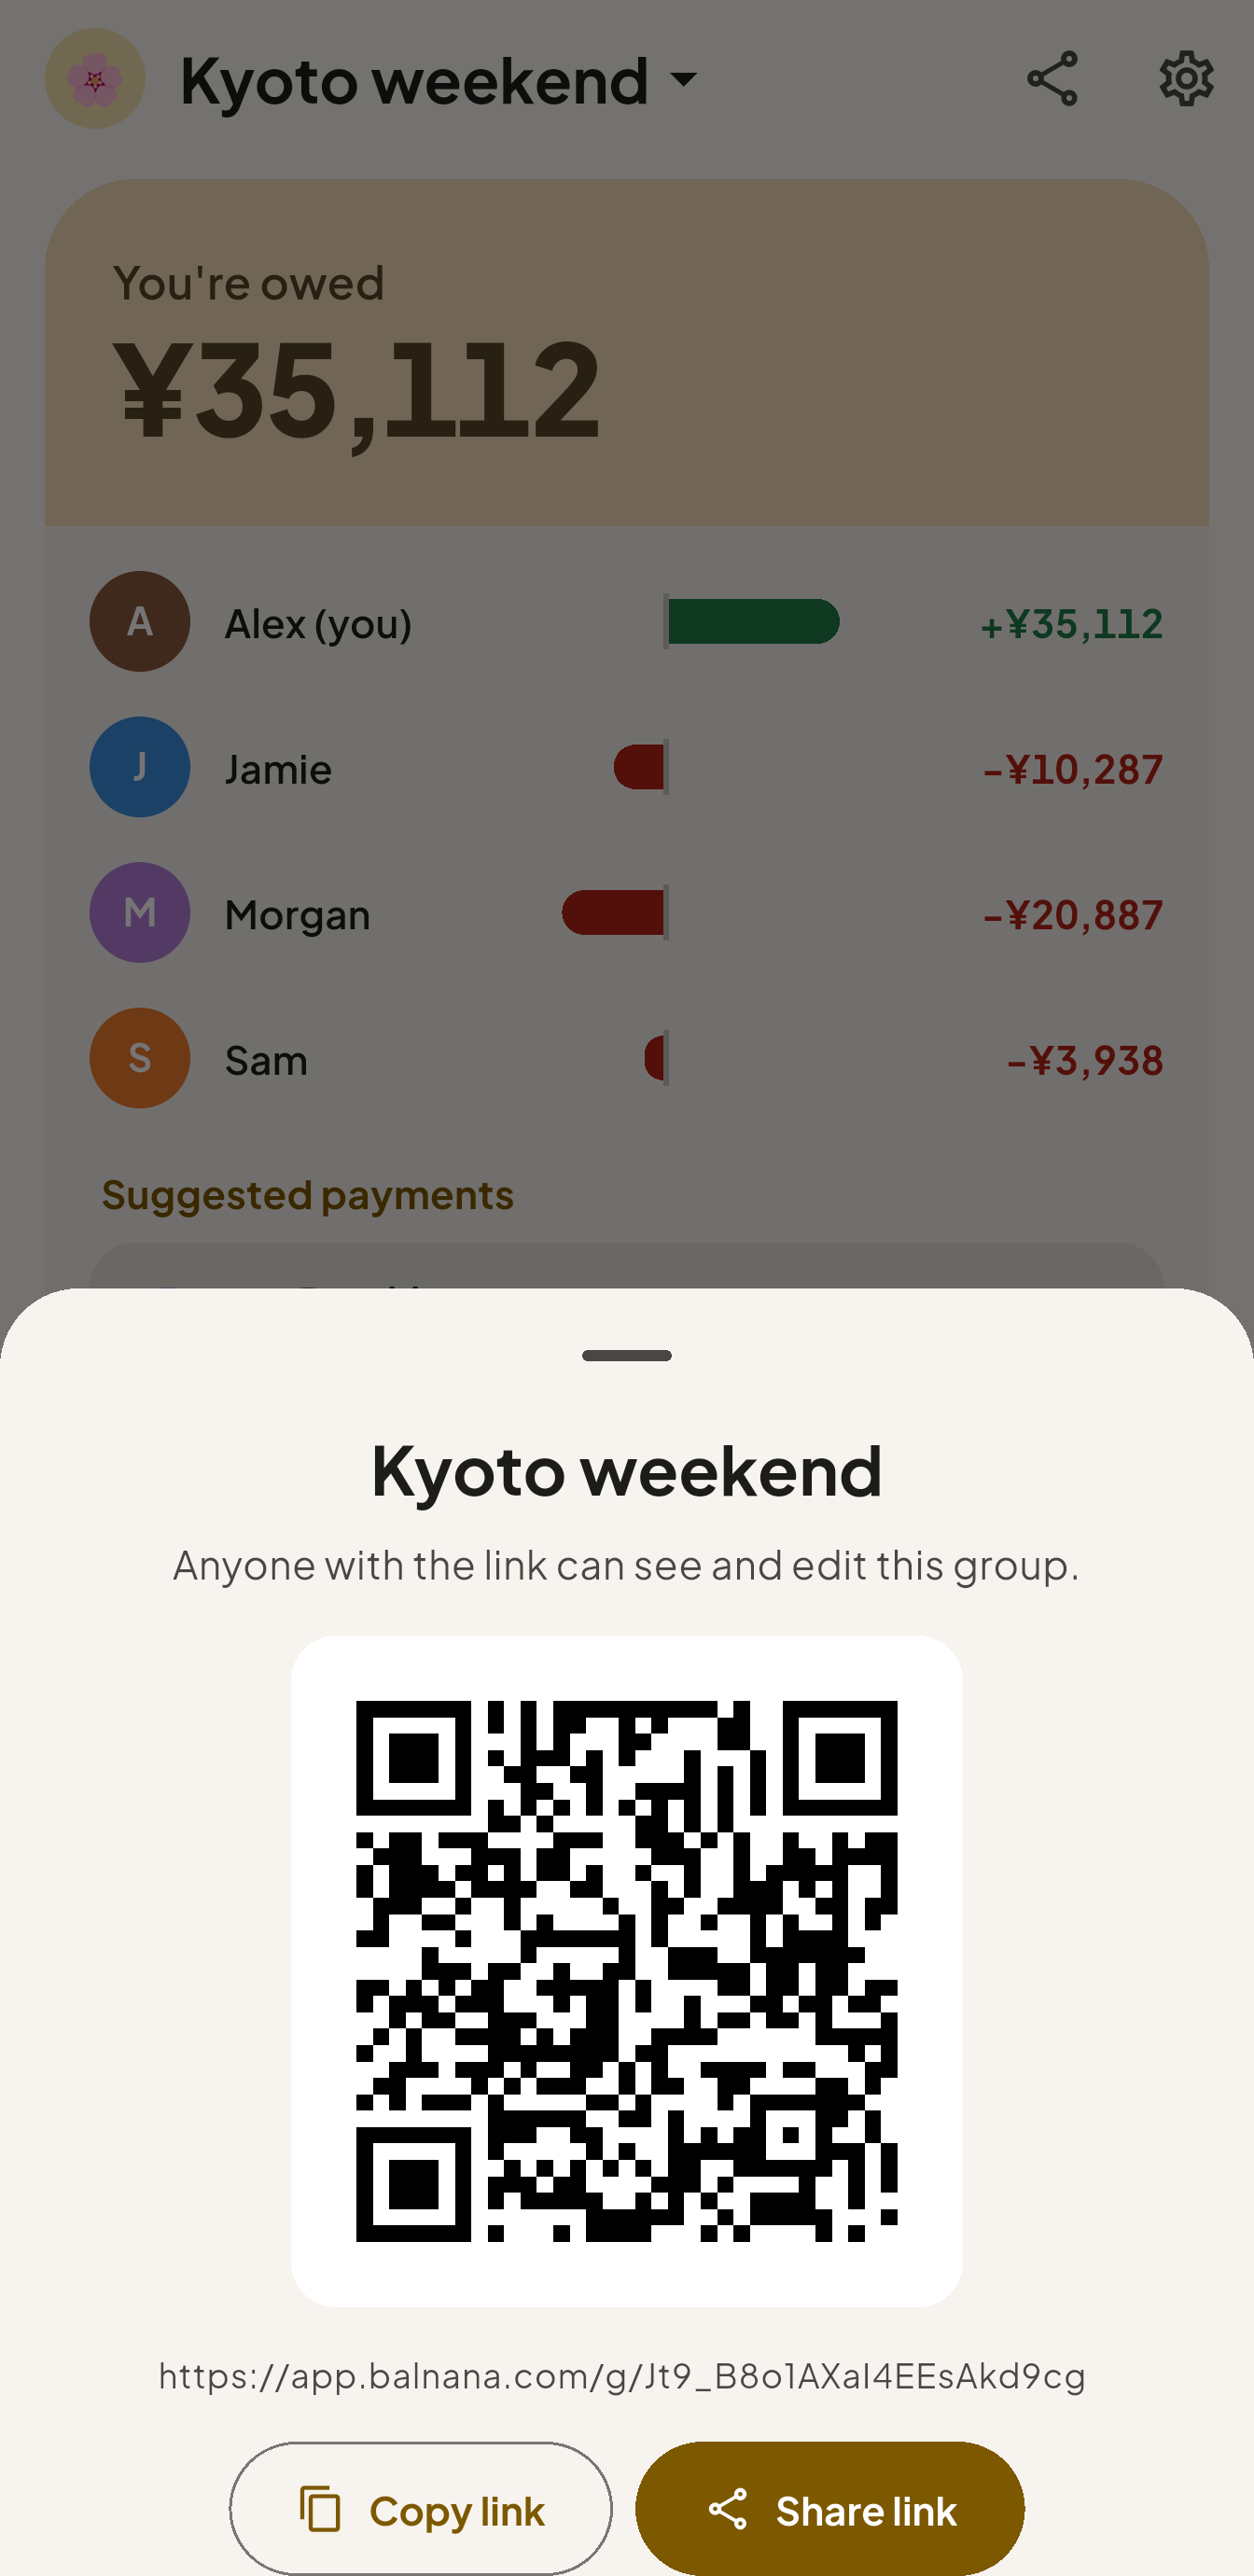 Kyoto weekend
You're owed
¥35,112
A Alex (you) +¥35,112
J Jamie -¥10,287
M Morgan -¥20,887
S Sam -¥3,938
Suggested payments
Kyoto weekend
Anyone with the link can see and edit this group.
https://app.balnana.com/g/Jt9_B8o1AXaI4EEsAkd9cg
Copy link Share link